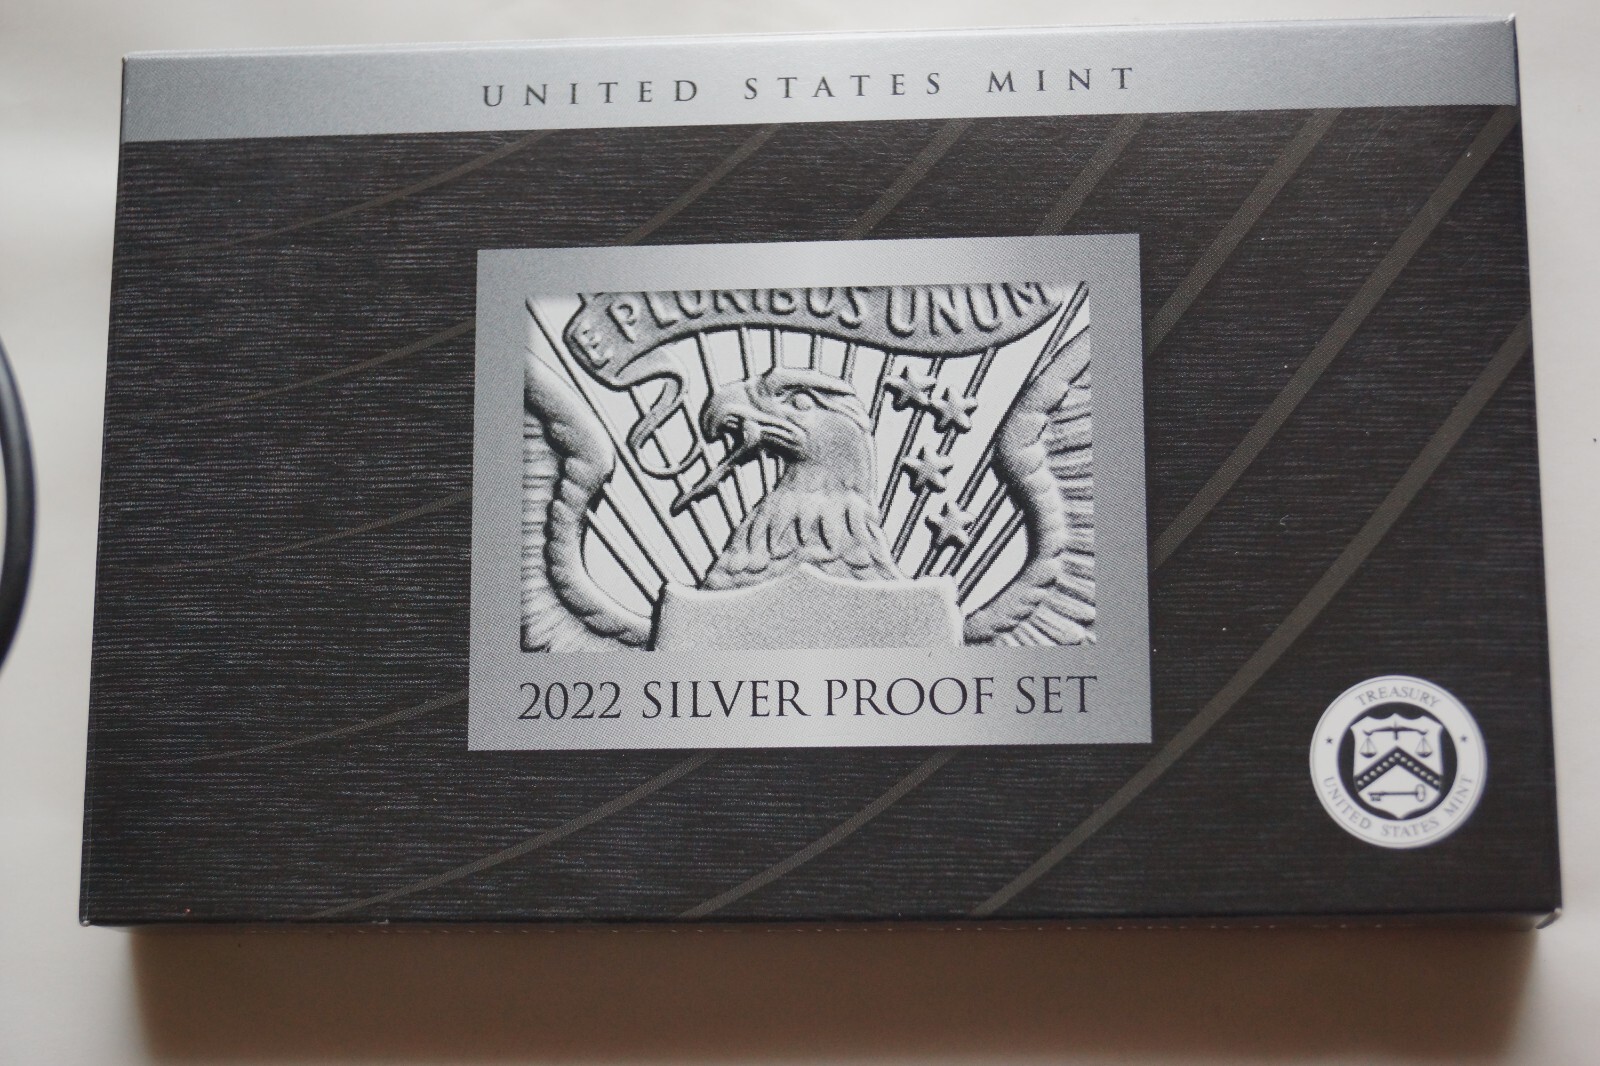 UNITED STATES MINT
E PLURIBUS UNUM
2022 SILVER PROOF SET
TREASURY
UNITED STATES MINT